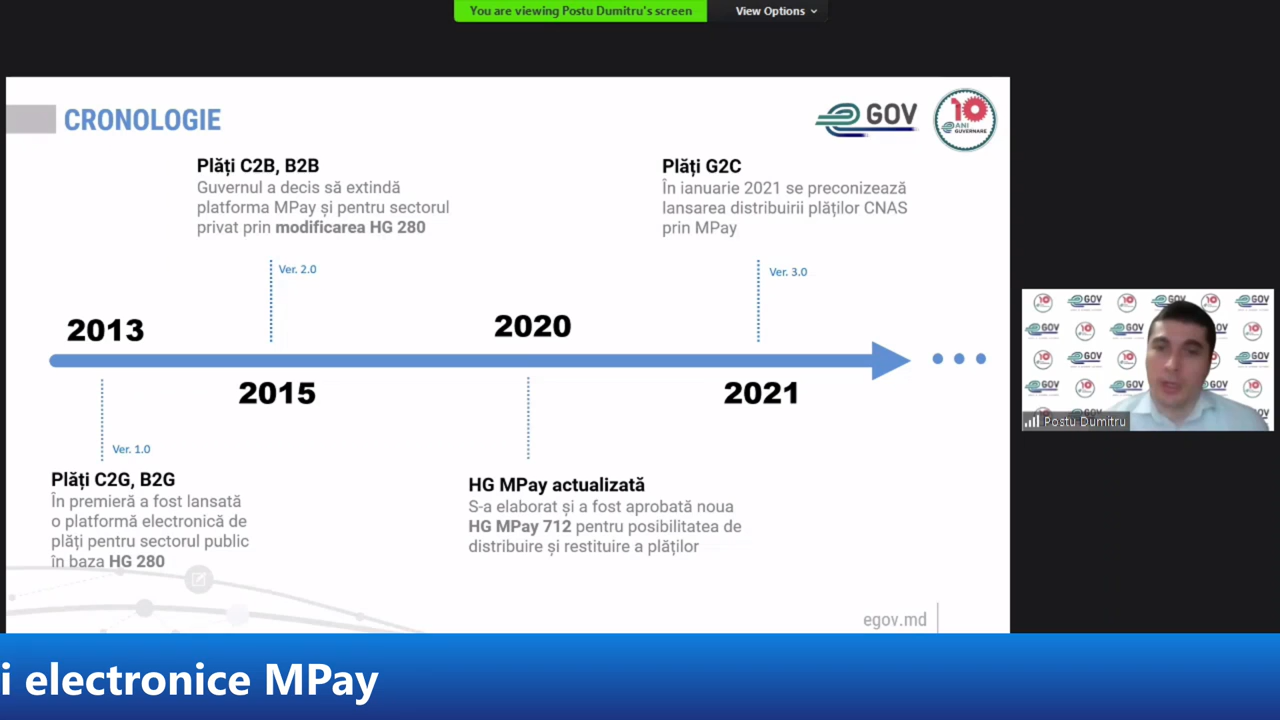 You are viewing Postu Dumitru's screen
View Options
CRONOLOGIE
GOV
10
ANI
GUVERNARE
Plăți C2B, B2B
Guvernul a decis să extindă
platforma MPay și pentru sectorul
privat prin modificarea HG 280
Plăți G2C
În ianuarie 2021 se preconizează
lansarea distribuirii plăților CNAS
prin MPay
Ver. 2.0
Ver. 3.0
2013
2020
2015
2021
Ver. 1.0
Plăți C2G, B2G
În premieră a fost lansată
o platformă electronică de
plăți pentru sectorul public
în baza HG 280
HG MPay actualizată
S-a elaborat și a fost aprobată noua
HG MPay 712 pentru posibilitatea de
distribuire și restituire a plăților
egov.md
Postu Dumitru
i electronice MPay